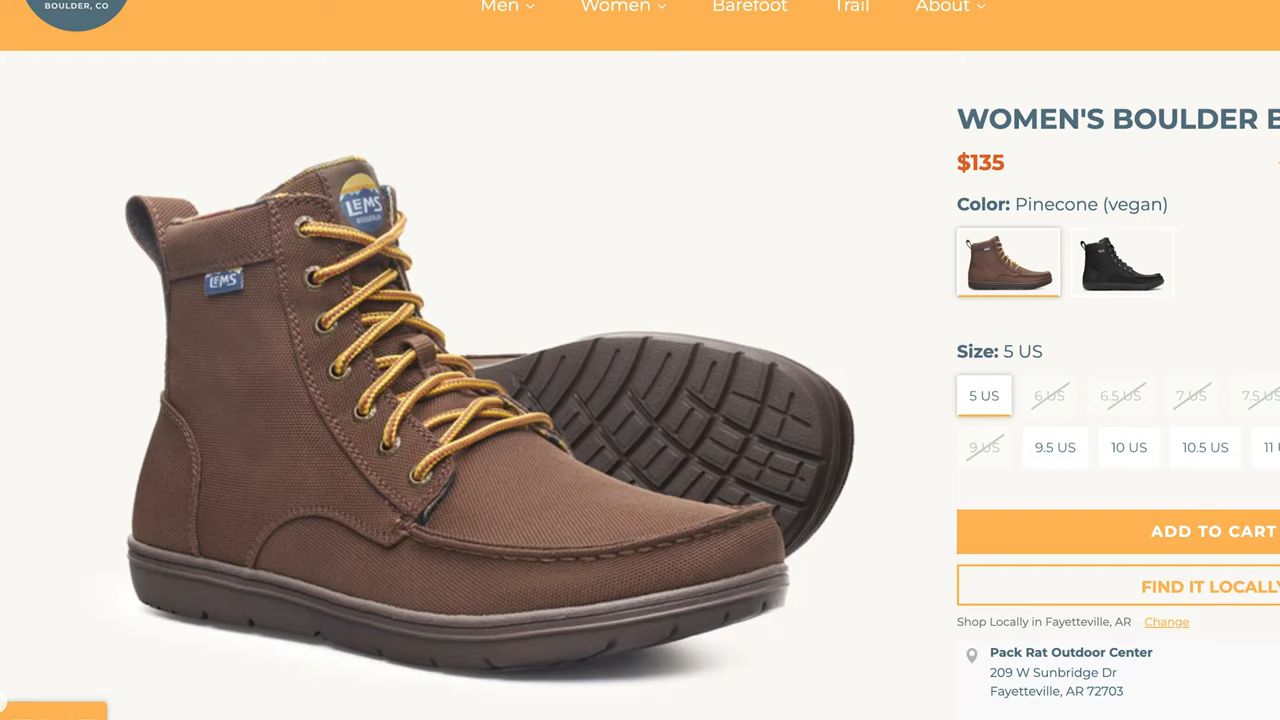 BOULDER, CO
Men
Women
Barefoot
Trail
About
WOMEN'S BOULDER
$135
Color: Pinecone (vegan)
LEMS
LEMS
Size: 5 US
5 US
6 US
6.5 US
7 US
7.5 US
9 US
9.5 US
10 US
10.5 US
11
ADD TO CART
FIND IT LOCALLY
Shop Locally in Fayetteville, AR Change
Pack Rat Outdoor Center
209 W Sunbridge Dr
Fayetteville, AR 72703